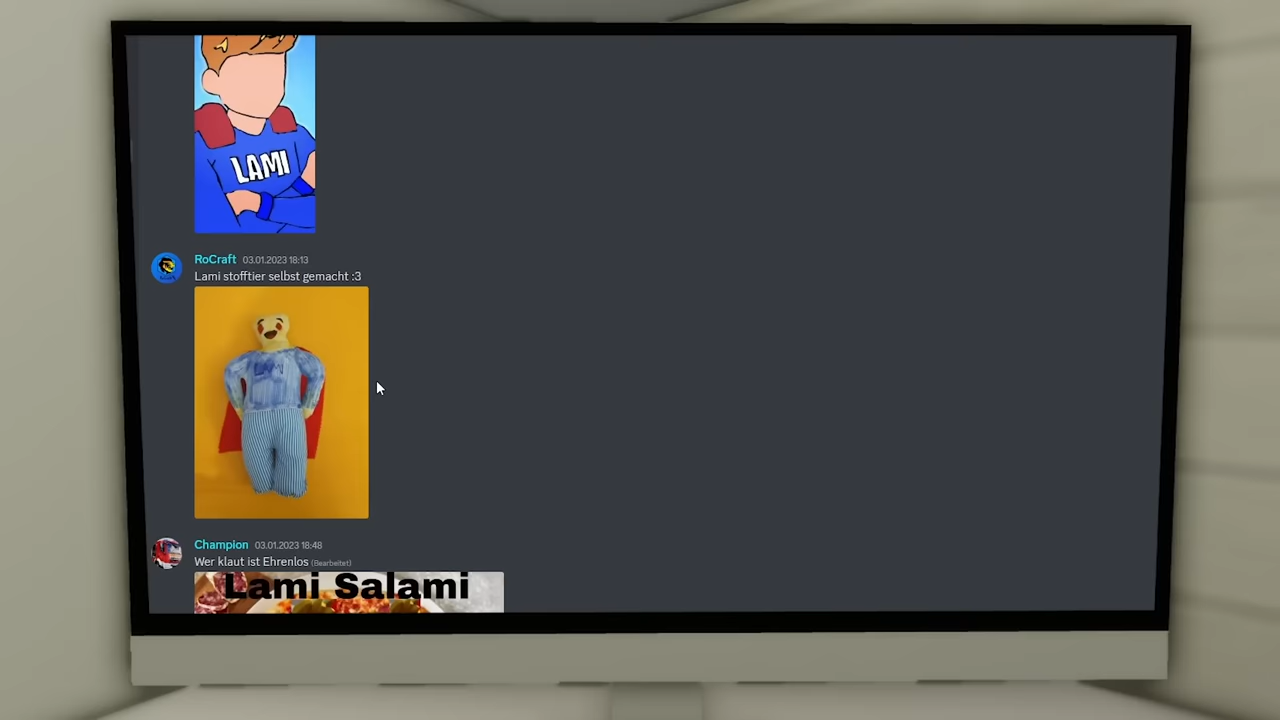 LAMI
RoCraft 03.01.2023 18:13
Lami stofftier selbst gemacht :3
LAMI
Champion 03.01.2023 18:48
Wer klaut ist Ehrenlos (Bearbeitet)
Lami Salami